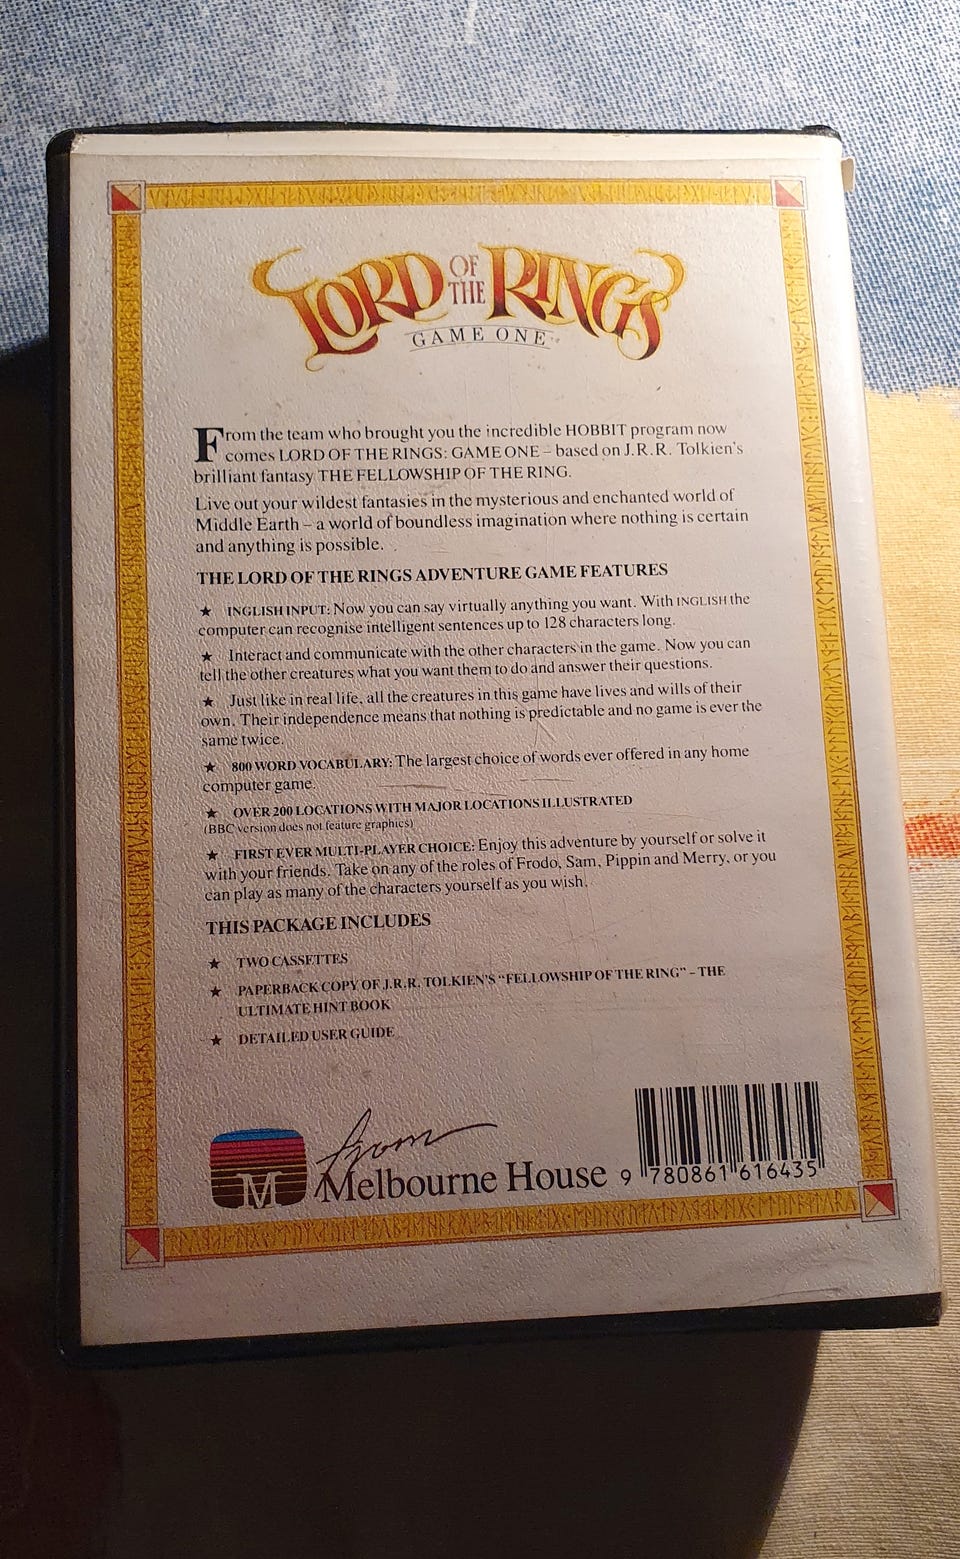 LORD OF THE RINGS
GAME ONE
From the team who brought you the incredible HOBBIT program now
comes LORD OF THE RINGS: GAME ONE – based on J.R.R. Tolkien's
brilliant fantasy THE FELLOWSHIP OF THE RING.
Live out your wildest fantasies in the mysterious and enchanted world of
Middle Earth – a world of boundless imagination where nothing is certain
and anything is possible.
THE LORD OF THE RINGS ADVENTURE GAME FEATURES
★ INGLISH INPUT: Now you can say virtually anything you want. With INGLISH the
computer can recognise intelligent sentences up to 128 characters long.
★ Interact and communicate with the other characters in the game. Now you can
tell the other creatures what you want them to do and answer their questions.
★ Just like in real life, all the creatures in this game have lives and wills of their
own. Their independence means that nothing is predictable and no game is ever the
same twice.
★ 800 WORD VOCABULARY: The largest choice of words ever offered in any home
computer game.
★ OVER 200 LOCATIONS WITH MAJOR LOCATIONS ILLUSTRATED
(BBC version does not feature graphics)
★ FIRST EVER MULTI-PLAYER CHOICE: Enjoy this adventure by yourself or solve it
with your friends. Take on any of the roles of Frodo, Sam, Pippin and Merry, or you
can play as many of the characters yourself as you wish.
THIS PACKAGE INCLUDES
★ TWO CASSETTES
★ PAPERBACK COPY OF J.R.R. TOLKIEN'S "FELLOWSHIP OF THE RING" – THE
ULTIMATE HINT BOOK
★ DETAILED USER GUIDE
from
M Melbourne House
9 780861 616435